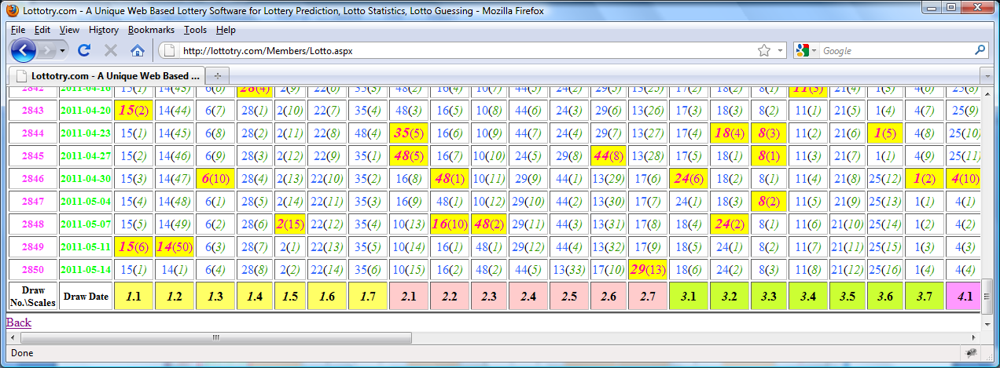 Lottotry.com - A Unique Web Based Lottery Software for Lottery Prediction, Lotto Statistics, Lotto Guessing - Mozilla Firefox
File Edit View History Bookmarks Tools Help
http://lottotry.com/Members/Lotto.aspx Google
Lottotry.com - A Unique Web Based ...
2842 2011-04-16 15(1) 14(43) 6(6) 28(4) 2(9) 22(6) 35(3) 48(2) 16(4) 10(7) 44(5) 24(2) 29(5) 13(25) 17(2) 18(2) 8(1) 11(5) 21(4) 1(3) 4(6) 25(8)
2843 2011-04-20 15(2) 14(44) 6(7) 28(1) 2(10) 22(7) 35(4) 48(3) 16(5) 10(8) 44(6) 24(3) 29(6) 13(26) 17(3) 18(3) 8(2) 11(1) 21(5) 1(4) 4(7) 25(9)
2844 2011-04-23 15(1) 14(45) 6(8) 28(2) 2(11) 22(8) 48(4) 35(5) 16(6) 10(9) 44(7) 24(4) 29(7) 13(27) 17(4) 18(4) 8(3) 11(2) 21(6) 1(5) 4(8) 25(10)
2845 2011-04-27 15(2) 14(46) 6(9) 28(3) 2(12) 22(9) 35(1) 48(5) 16(7) 10(10) 24(5) 29(8) 44(8) 13(28) 17(5) 18(1) 8(1) 11(3) 21(7) 1(1) 4(9) 25(11)
2846 2011-04-30 15(3) 14(47) 6(10) 28(4) 2(13) 22(10) 35(2) 16(8) 48(1) 10(11) 29(9) 44(1) 13(29) 17(6) 24(6) 18(2) 8(1) 11(4) 21(8) 25(12) 1(2) 4(10)
2847 2011-05-04 15(4) 14(48) 6(1) 28(5) 2(14) 22(11) 35(3) 16(9) 48(1) 10(12) 29(10) 44(2) 13(30) 17(7) 24(1) 18(3) 8(2) 11(5) 21(9) 25(13) 1(1) 4(1)
2848 2011-05-07 15(5) 14(49) 6(2) 28(6) 2(15) 22(12) 35(4) 10(13) 16(10) 48(2) 29(11) 44(3) 13(31) 17(8) 18(4) 24(2) 8(1) 11(6) 21(10) 25(14) 1(2) 4(2)
2849 2011-05-11 15(6) 14(50) 6(3) 28(7) 2(1) 22(13) 35(5) 10(14) 16(1) 48(1) 29(12) 44(4) 13(32) 17(9) 18(5) 24(1) 8(2) 11(7) 21(11) 25(15) 1(3) 4(3)
2850 2011-05-14 15(1) 14(1) 6(4) 28(8) 2(2) 22(14) 35(6) 10(15) 16(2) 48(2) 44(5) 13(33) 17(10) 29(13) 18(6) 24(2) 8(3) 11(8) 21(12) 25(16) 1(4) 4(4)
Draw No.\Scales Draw Date 1.1 1.2 1.3 1.4 1.5 1.6 1.7 2.1 2.2 2.3 2.4 2.5 2.6 2.7 3.1 3.2 3.3 3.4 3.5 3.6 3.7 4.1
Back
Done